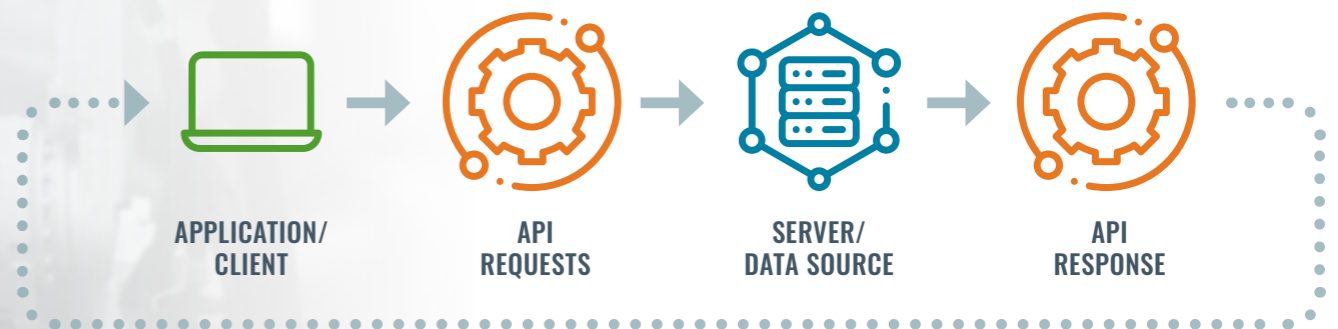 APPLICATION/
CLIENT
API
REQUESTS
SERVER/
DATA SOURCE
API
RESPONSE